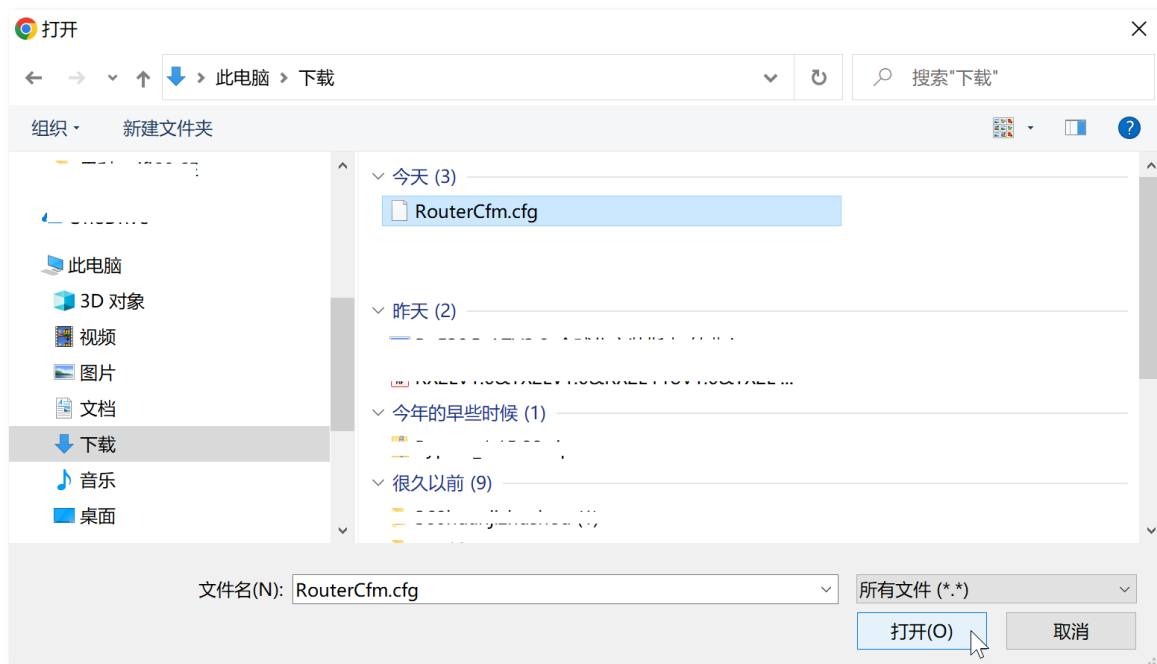 打开
此电脑 下载
搜索"下载"
组织
新建文件夹
此电脑
3D 对象
视频
图片
文档
下载
音乐
桌面
今天 (3)
RouterCfm.cfg
昨天 (2)
今年的早些时候 (1)
很久以前 (9)
文件名(N): RouterCfm.cfg
所有文件 (*.*)
打开(O)
取消